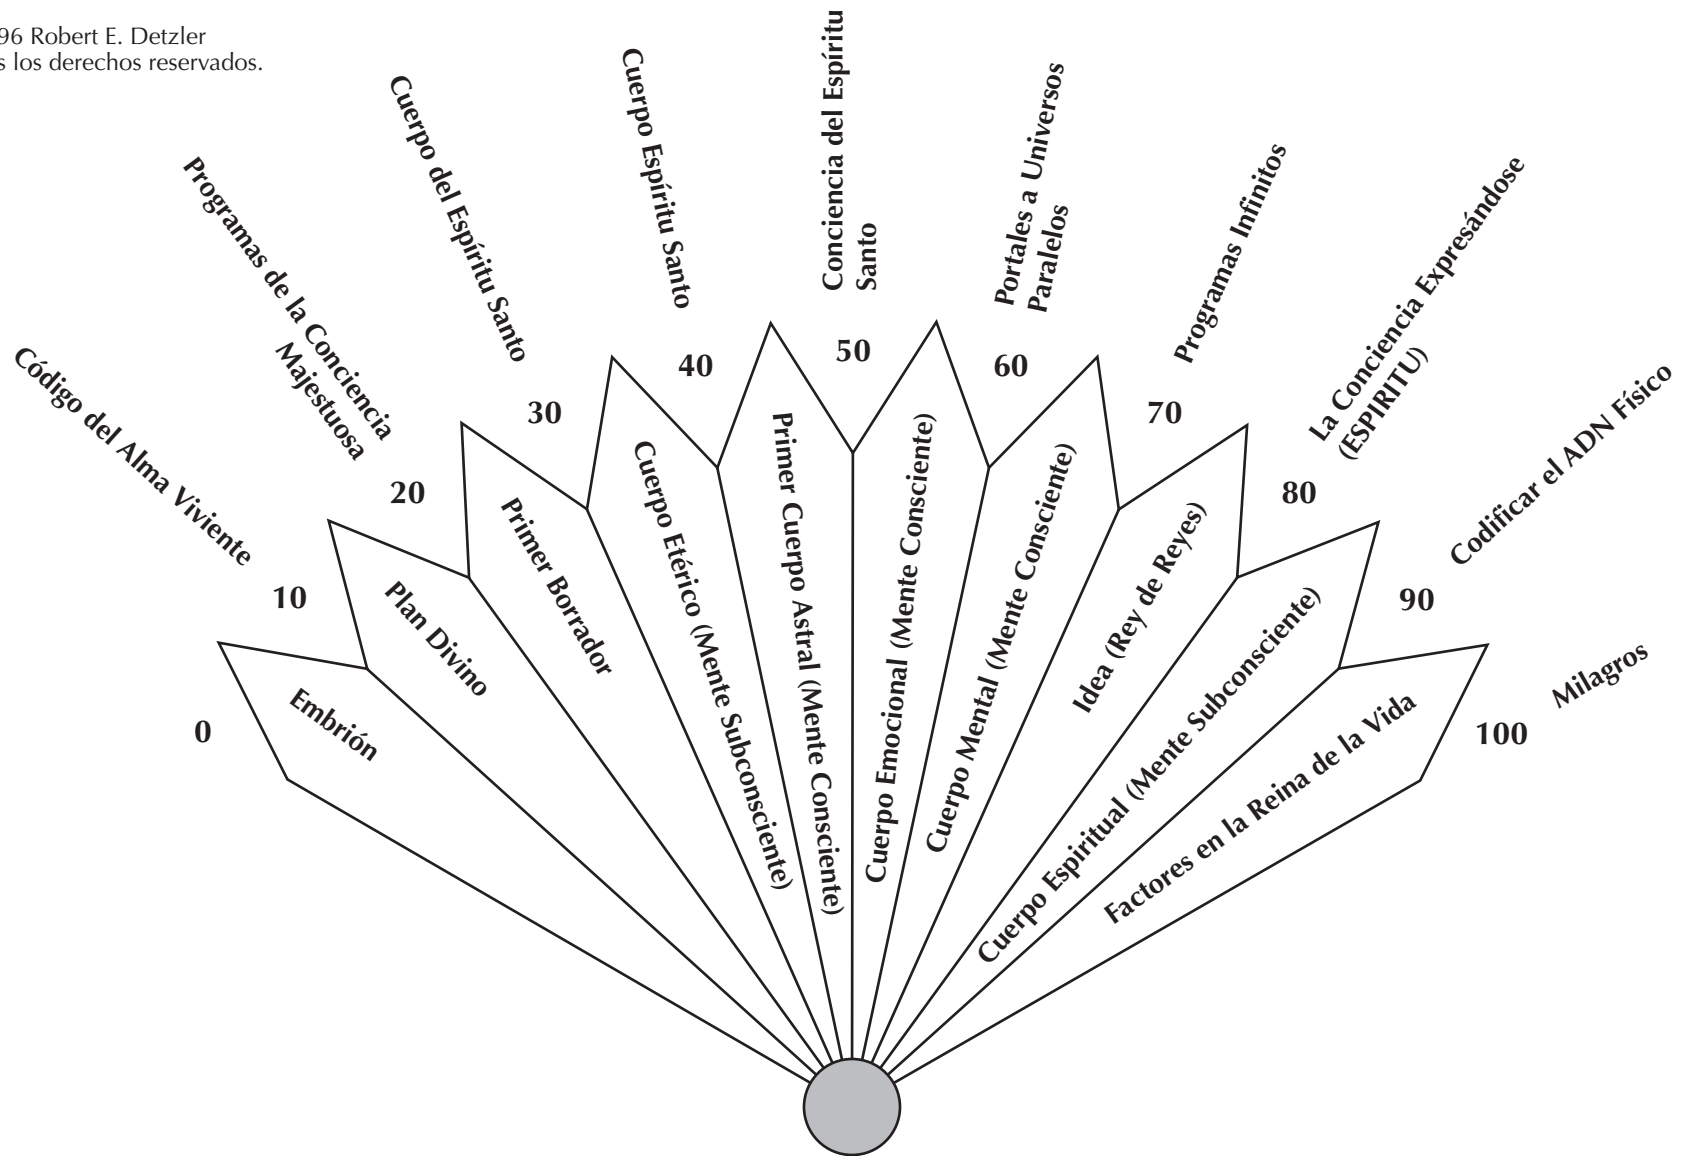 96 Robert E. Detzler
s los derechos reservados.
Código del Alma Viviente
Programas de la Conciencia
Majestuosa
Cuerpo del Espíritu Santo
Cuerpo Espíritu Santo
Conciencia del Espíritu
Santo
Portales a Universos
Paralelos
Programas Infinitos
La Conciencia Expresándose
(ESPIRITU)
Codificar el ADN Físico
Milagros
0
10
20
30
40
50
60
70
80
90
100
Embrión
Plan Divino
Primer Borrador
Cuerpo Etérico (Mente Subconsciente)
Primer Cuerpo Astral (Mente Consciente)
Cuerpo Emocional (Mente Consciente)
Cuerpo Mental (Mente Consciente)
Idea (Rey de Reyes)
Cuerpo Espiritual (Mente Subconsciente)
Factores en la Reina de la Vida